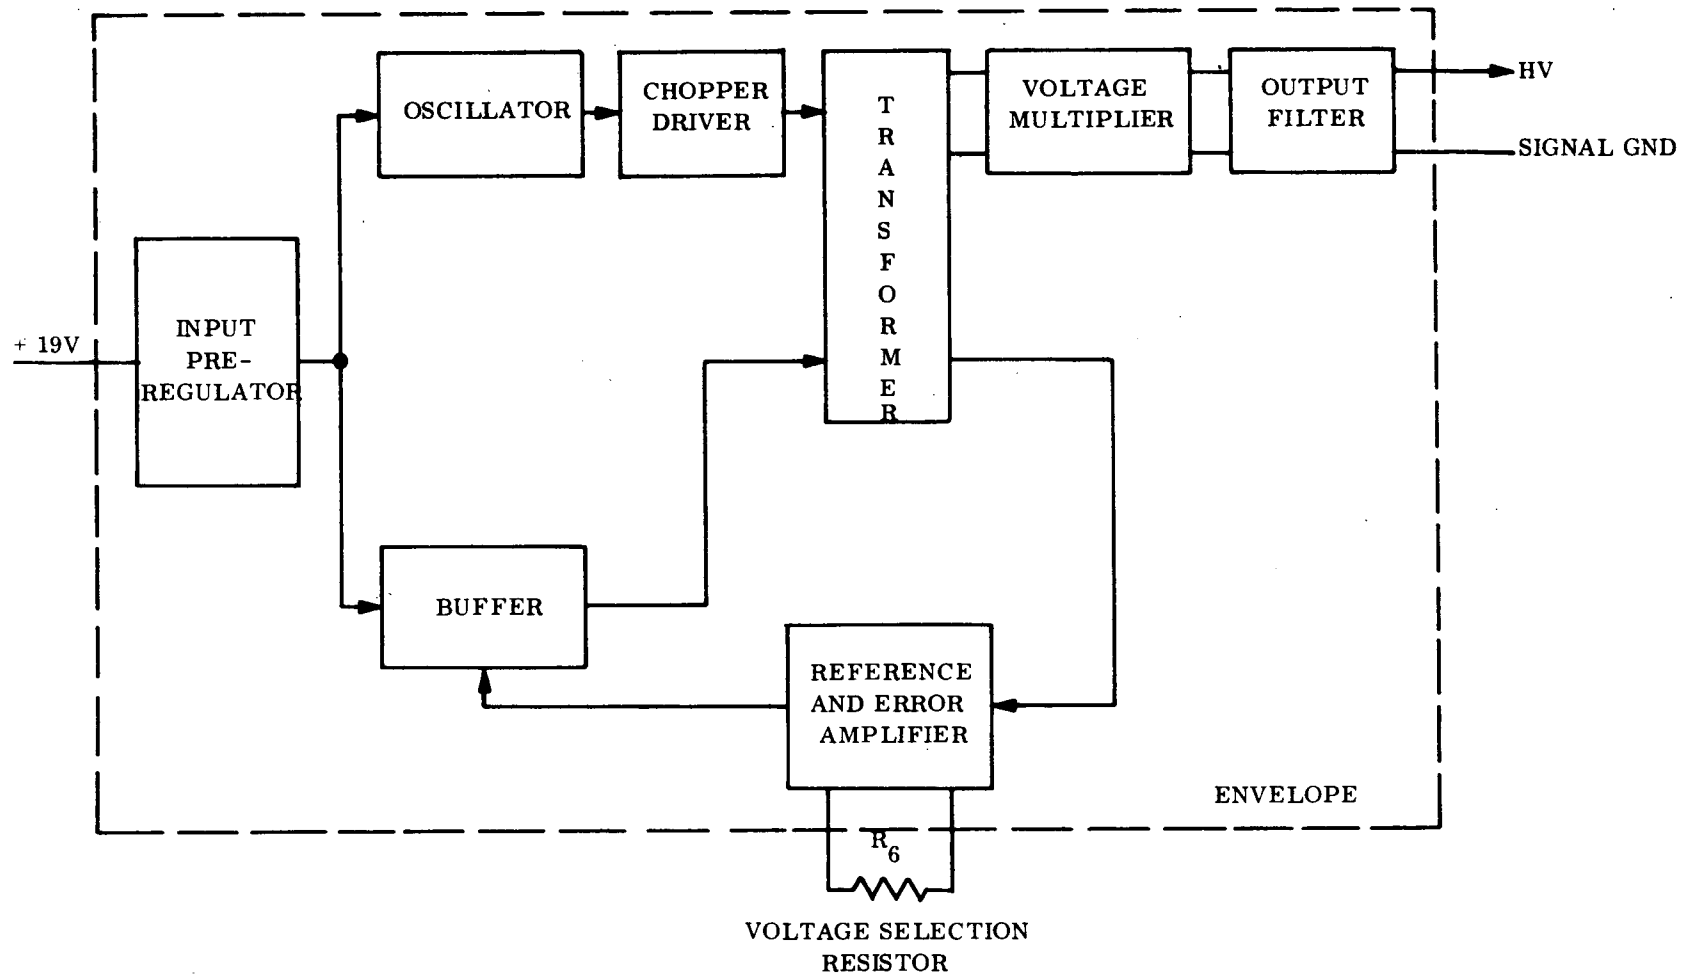 OSCILLATOR
CHOPPER
DRIVER
TRANSFORMER
VOLTAGE
MULTIPLIER
OUTPUT
FILTER
HV
SIGNAL GND
+ 19V
INPUT
PRE-
REGULATOR
BUFFER
REFERENCE
AND ERROR
AMPLIFIER
ENVELOPE
R6
VOLTAGE SELECTION
RESISTOR